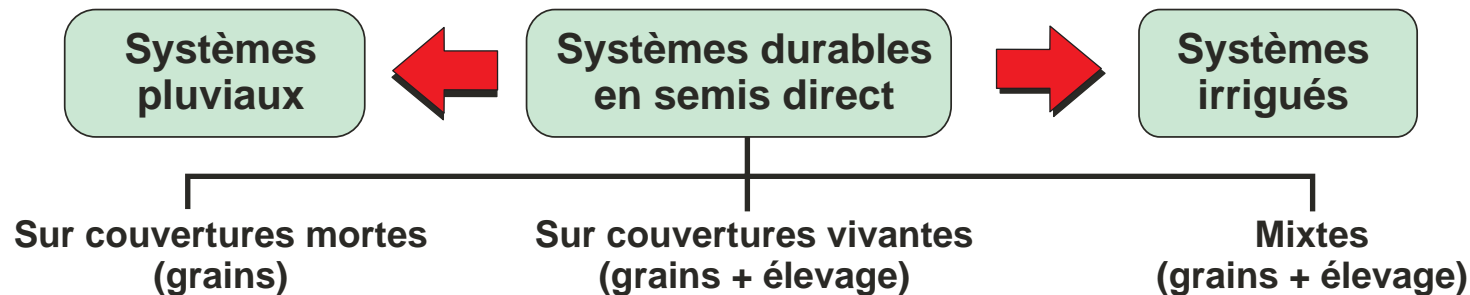 Systèmes
pluviaux
Systèmes durables
en semis direct
Systèmes
irrigués
Sur couvertures mortes
(grains)
Sur couvertures vivantes
(grains + élevage)
Mixtes
(grains + élevage)